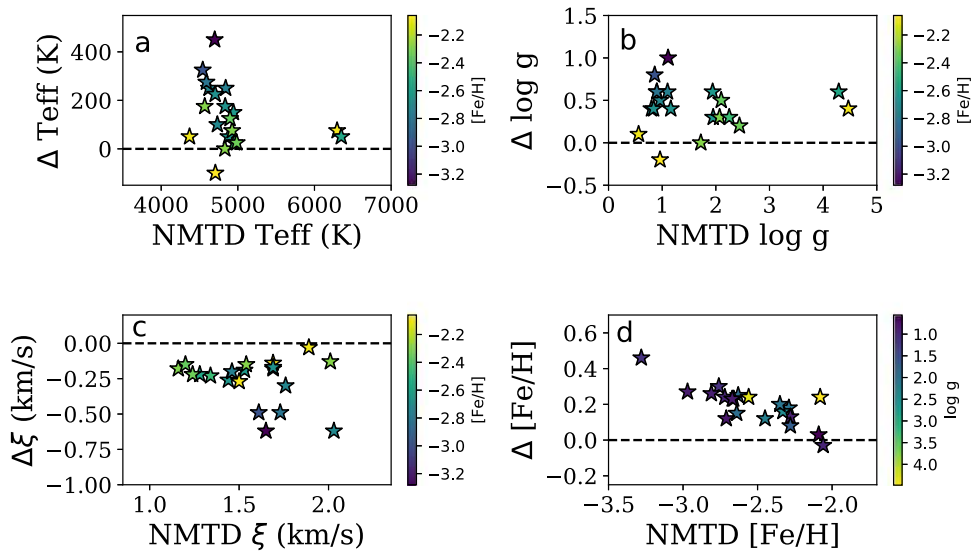 a
400
200
0
Δ Teff (K)
4000 5000 6000 7000
NMTD Teff (K)
−2.2
−2.4
−2.6
−2.8
−3.0
−3.2
[Fe/H]
b
1.5
1.0
0.5
0.0
−0.5
Δ log g
0 1 2 3 4 5
NMTD log g
−2.2
−2.4
−2.6
−2.8
−3.0
−3.2
[Fe/H]
c
0.00
−0.25
−0.50
−0.75
−1.00
Δξ (km/s)
1.0 1.5 2.0
NMTD ξ (km/s)
−2.2
−2.4
−2.6
−2.8
−3.0
−3.2
[Fe/H]
d
0.6
0.4
0.2
0.0
−0.2
Δ [Fe/H]
−3.5 −3.0 −2.5 −2.0
NMTD [Fe/H]
1.0
1.5
2.0
2.5
3.0
3.5
4.0
log g